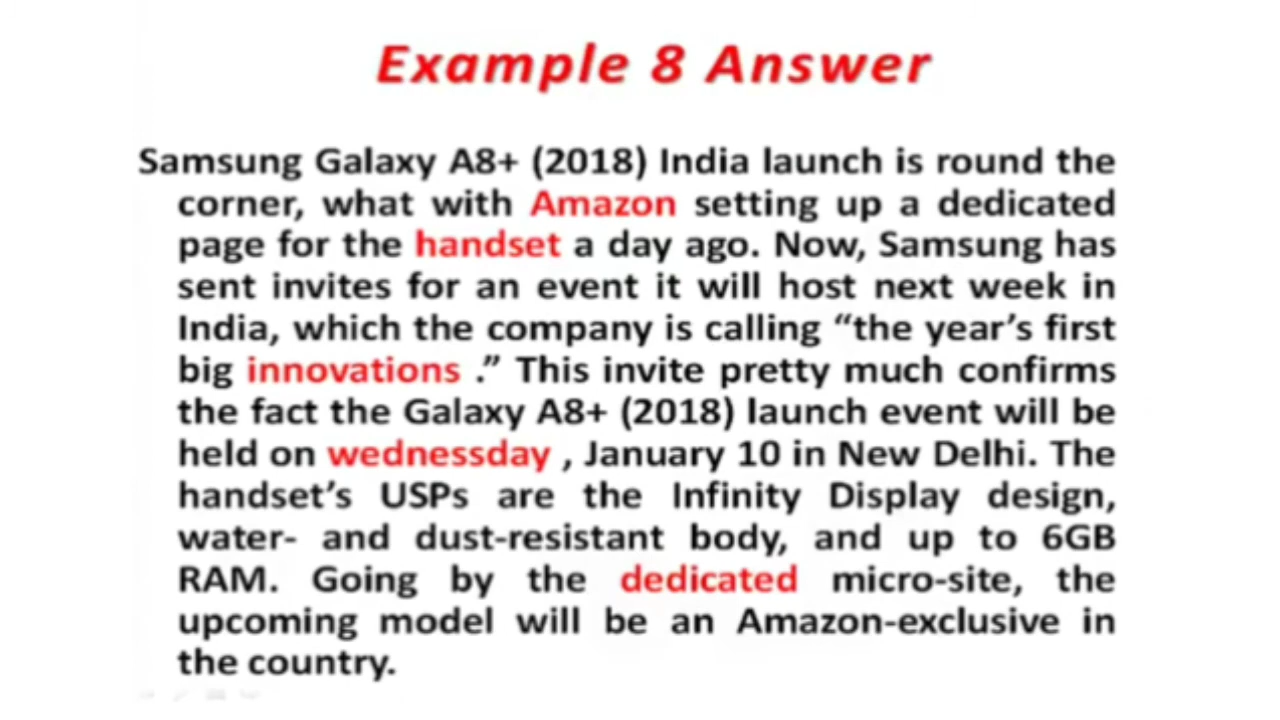 Example 8 Answer
Samsung Galaxy A8+ (2018) India launch is round the
corner, what with Amazon setting up a dedicated
page for the handset a day ago. Now, Samsung has
sent invites for an event it will host next week in
India, which the company is calling “the year’s first
big innovations .” This invite pretty much confirms
the fact the Galaxy A8+ (2018) launch event will be
held on wednessday , January 10 in New Delhi. The
handset’s USPs are the Infinity Display design,
water- and dust-resistant body, and up to 6GB
RAM. Going by the dedicated micro-site, the
upcoming model will be an Amazon-exclusive in
the country.